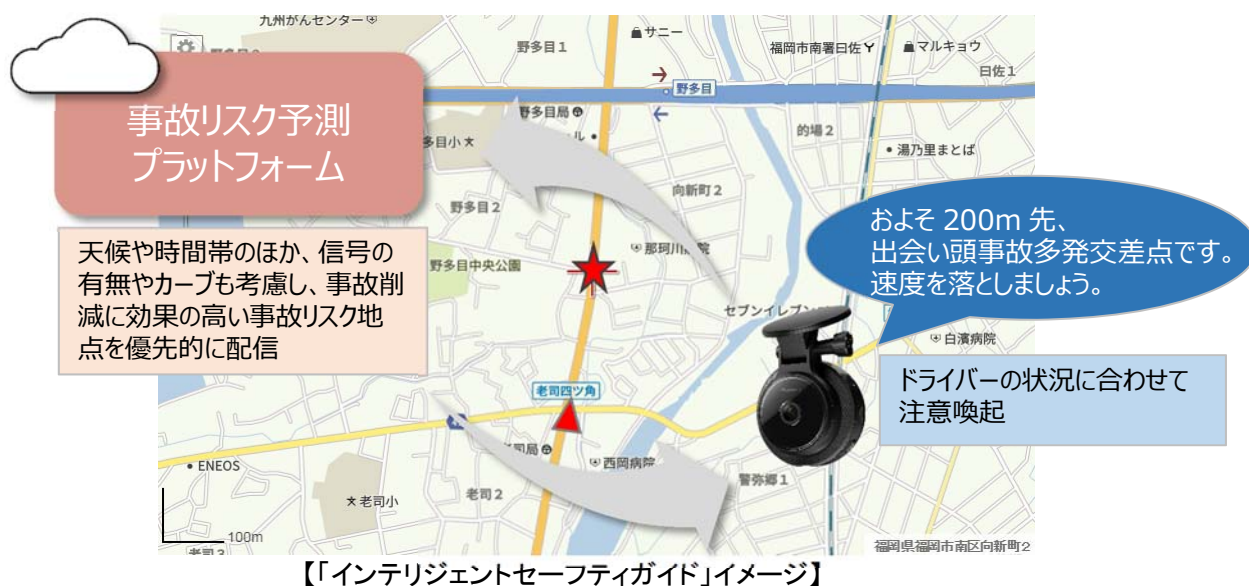 九州がんセンター
サニー
野多目1
福岡市南署曰佐
マルキョウ
曰佐1
事故リスク予測
プラットフォーム
野多目
野多目局
多目小
的場2
湯乃里まとば
向新町2
野多目2
およそ 200m 先、
出会い頭事故多発交差点です。
速度を落としましょう。
天候や時間帯のほか、信号の
有無やカーブも考慮し、事故削
減に効果の高い事故リスク地
点を優先的に配信
那珂川病院
野多目中央公園
セブンイレブン
白濱病院
ドライバーの状況に合わせて
注意喚起
老司四ツ角
老司局
西岡病院
ENEOS
警弥郷1
老司小
老司2
100m
老司3
福岡県福岡市南区向新町2
【「インテリジェントセーフティガイド」イメージ】